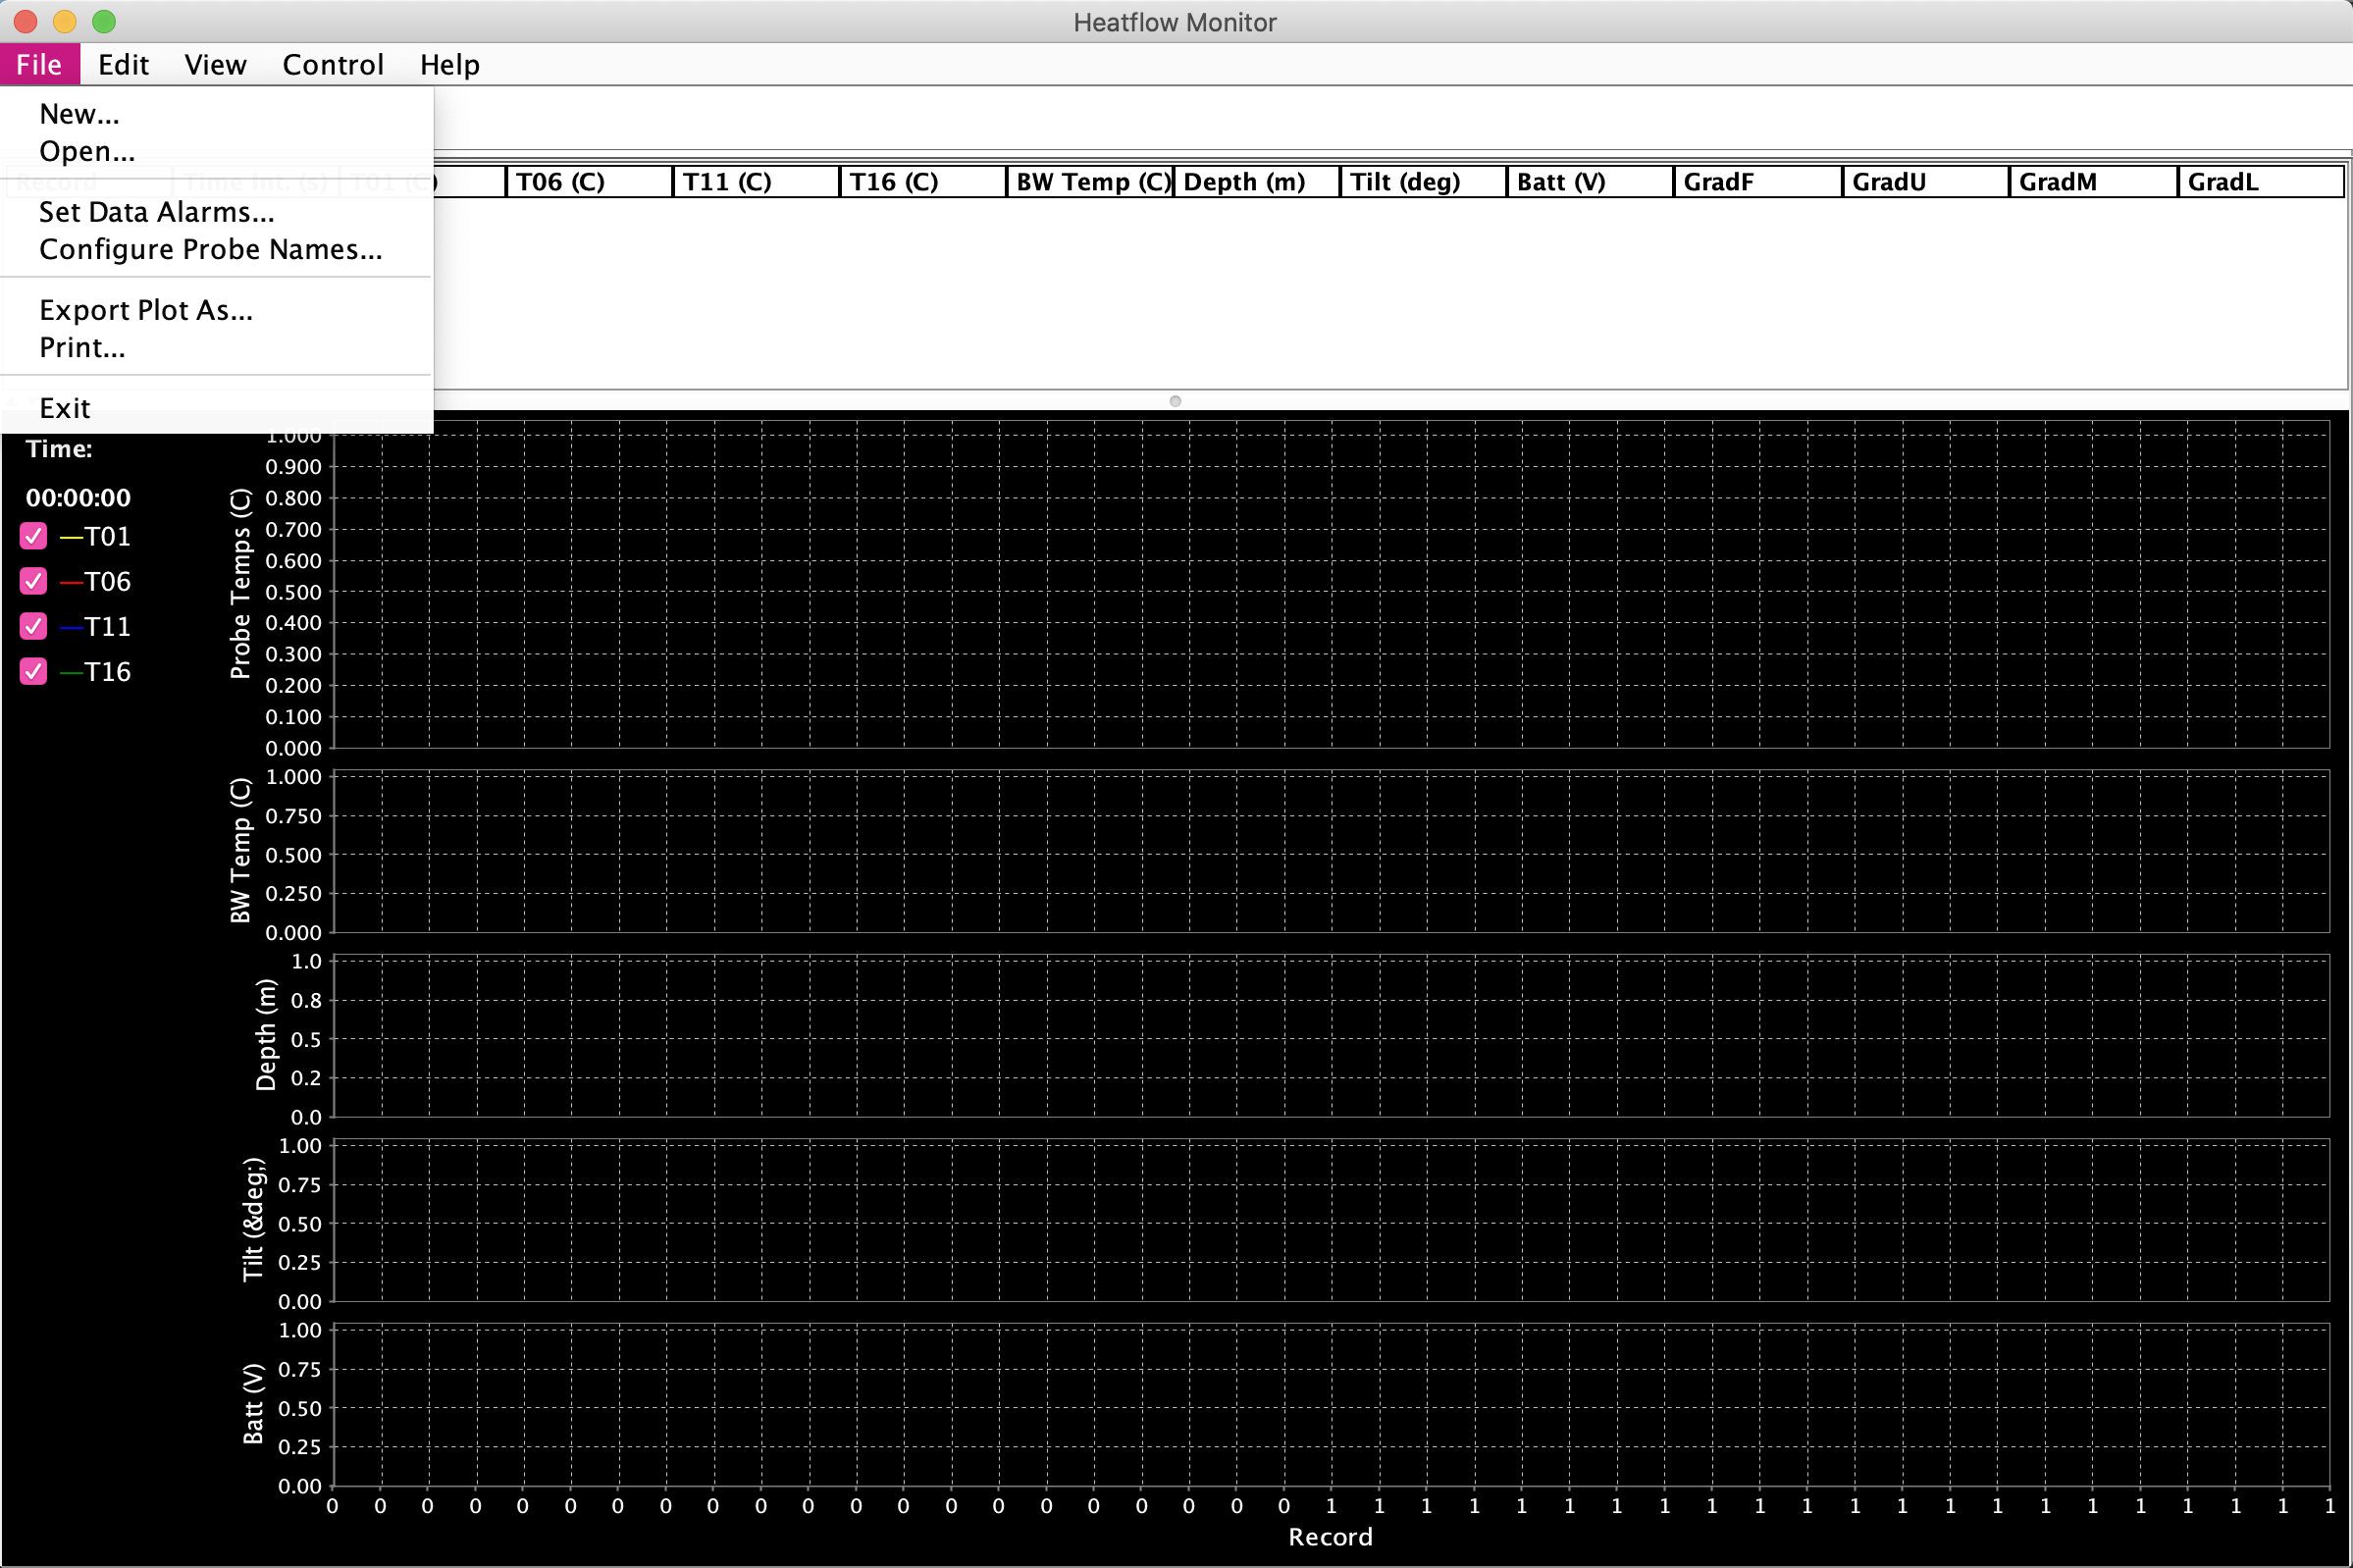 Heatflow Monitor
File Edit View Control Help
New...
Open...
Record Time Int. (s) T01 (C) T06 (C) T11 (C) T16 (C) BW Temp (C) Depth (m) Tilt (deg) Batt (V) GradF GradU GradM GradL
Set Data Alarms...
Configure Probe Names...
Export Plot As...
Print...
Exit
Time:
00:00:00
T01
T06
T11
T16
Probe Temps (C)
1.000
0.900
0.800
0.700
0.600
0.500
0.400
0.300
0.200
0.100
0.000
BW Temp (C)
1.000
0.750
0.500
0.250
0.000
Depth (m)
1.0
0.8
0.5
0.2
0.0
Tilt (&deg;)
1.00
0.75
0.50
0.25
0.00
Batt (V)
1.00
0.75
0.50
0.25
0.00
0 0 0 0 0 0 0 0 0 0 0 0 0 0 0 0 0 0 0 0 0 1 1 1 1 1 1 1 1 1 1 1 1 1 1 1 1 1 1 1 1 1 1
Record